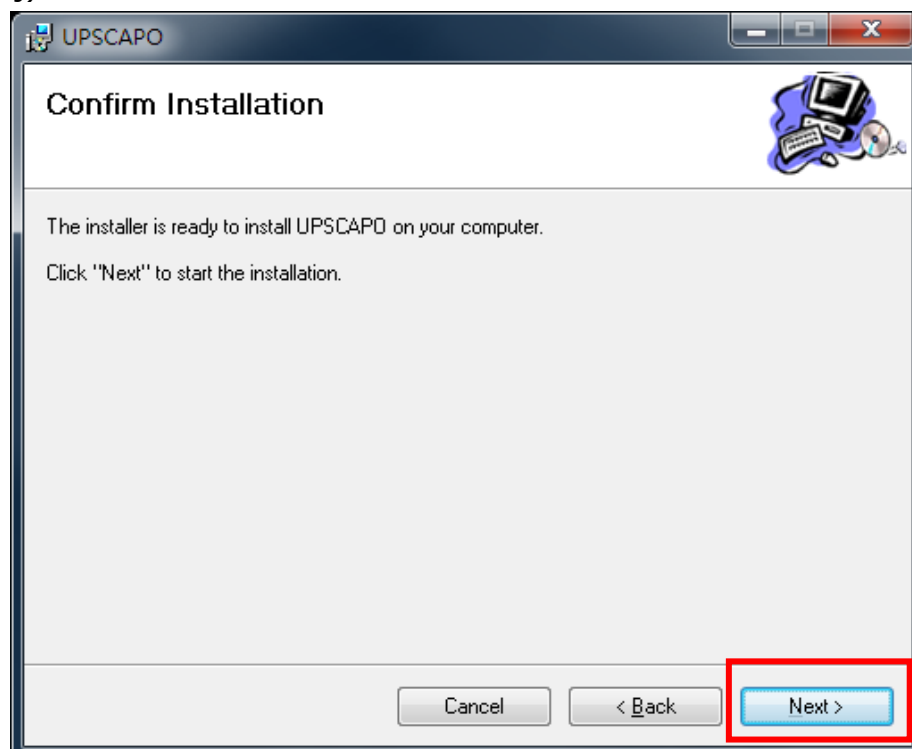 UPSCAPO
Confirm Installation
The installer is ready to install UPSCAPO on your computer.
Click "Next" to start the installation.
Cancel
< Back
Next >